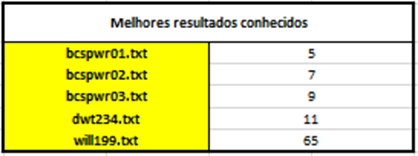 Melhores resultados conhecidos
bcspwr01.txt 5
bcspwr02.txt 7
bcspwr03.txt 9
dwt234.txt 11
will199.txt 65